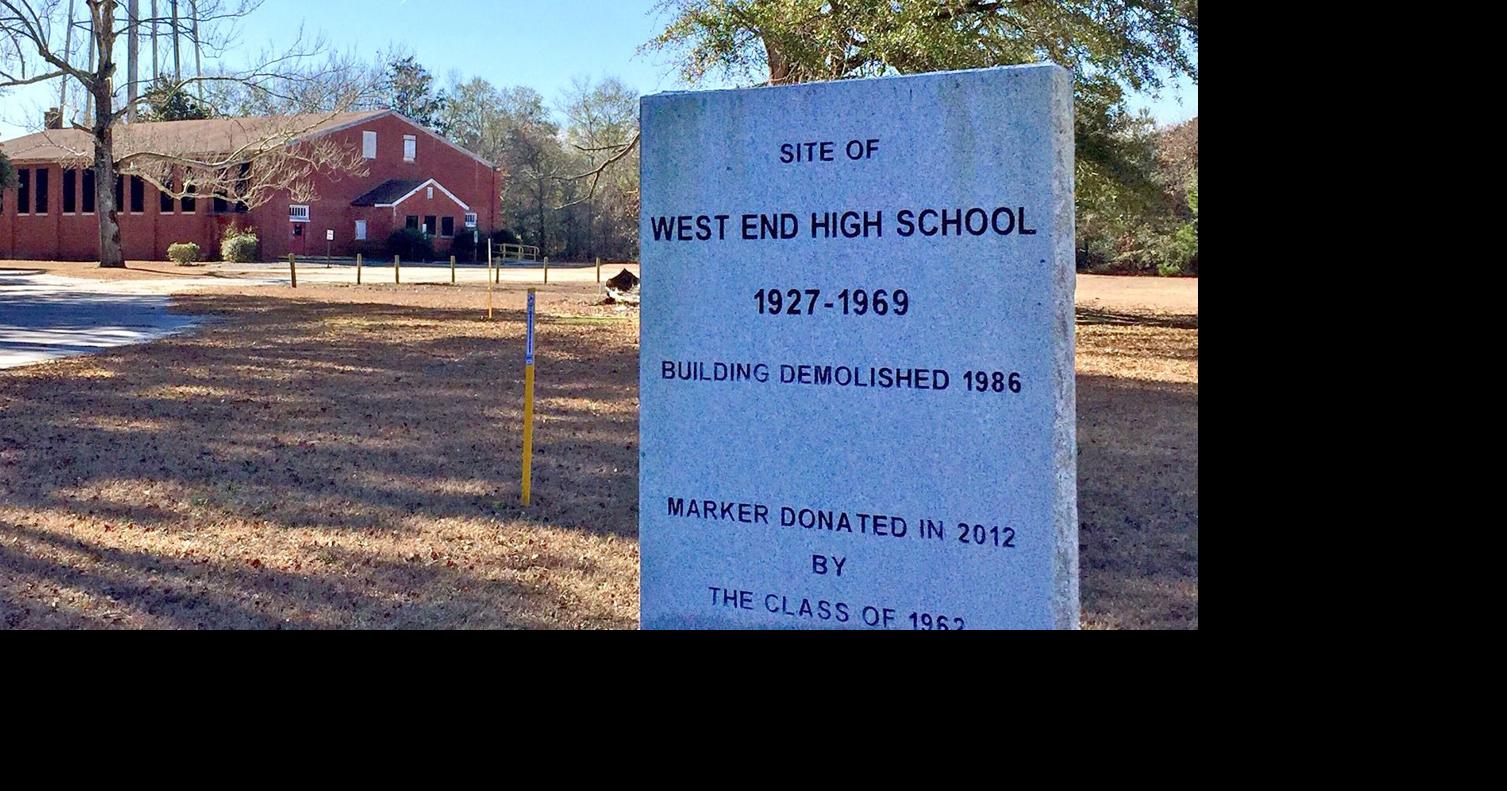 SITE OF
WEST END HIGH SCHOOL
1927-1969
BUILDING DEMOLISHED 1986
MARKER DONATED IN 2012
BY
THE CLASS OF 1962